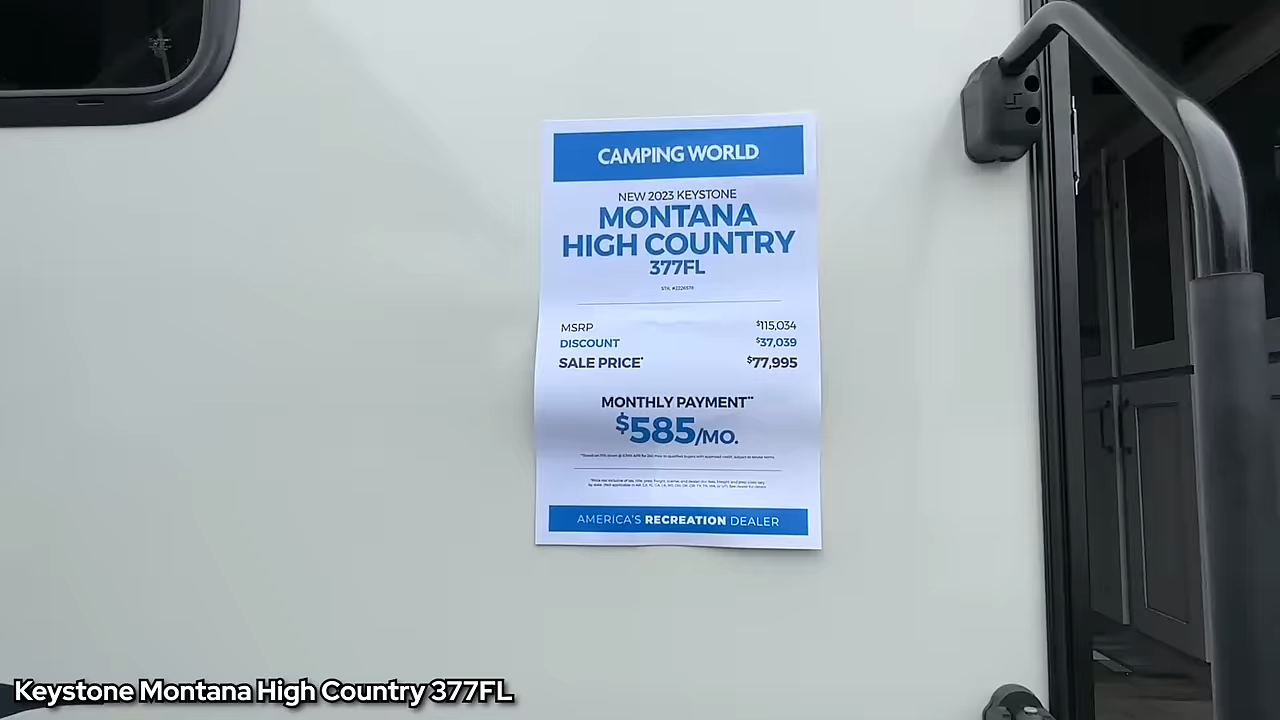 CAMPING WORLD
NEW 2023 KEYSTONE
MONTANA
HIGH COUNTRY
377FL
MSRP $115,034
DISCOUNT $37,039
SALE PRICE* $77,995
MONTHLY PAYMENT**
$585/MO.
AMERICA'S RECREATION DEALER
Keystone Montana High Country 377FL